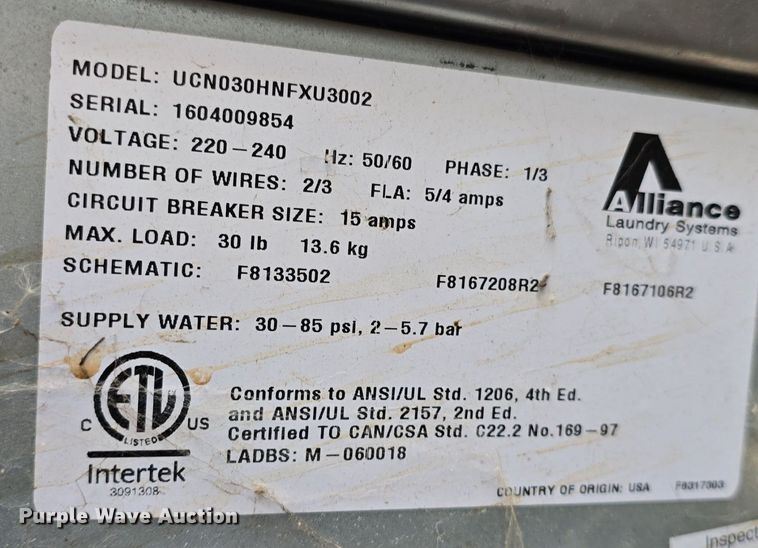 MODEL: UCN030HNFXU3002
SERIAL: 1604009854
VOLTAGE: 220-240 Hz: 50/60 PHASE: 1/3
NUMBER OF WIRES: 2/3 FLA: 5/4 amps
CIRCUIT BREAKER SIZE: 15 amps
MAX. LOAD: 30 lb 13.6 kg
SCHEMATIC: F8133502 F8167208R2 F8167106R2
SUPPLY WATER: 30-85 psi, 2-5.7 bar
Alliance
Laundry Systems
Ripon, WI 54971 U.S.A.
C ETL US
LISTED
Intertek
3091308
Conforms to ANSI/UL Std. 1206, 4th Ed.
and ANSI/UL Std. 2157, 2nd Ed.
Certified TO CAN/CSA Std. C22.2 No.169-97
LADBS: M-060018
COUNTRY OF ORIGIN: USA
Purple Wave Auction
Inspect